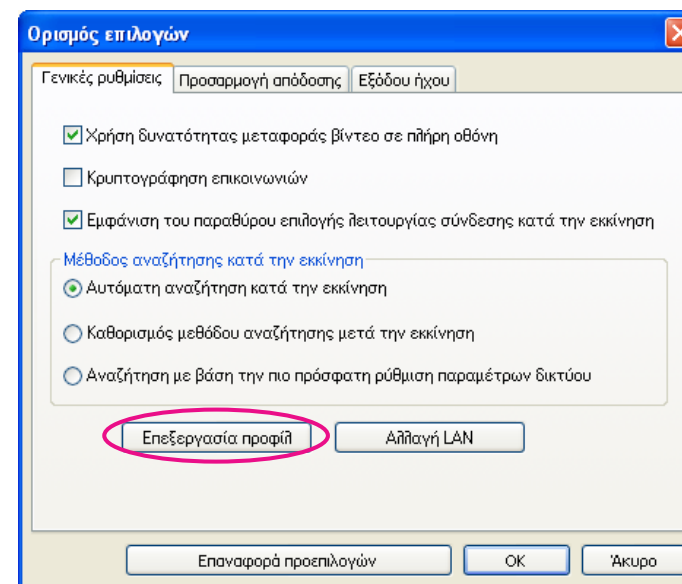 Ορισμός επιλογών
Γενικές ρυθμίσεις Προσαρμογή απόδοσης Εξόδου ήχου
Χρήση δυνατότητας μεταφοράς βίντεο σε πλήρη οθόνη
Κρυπτογράφηση επικοινωνιών
Εμφάνιση του παραθύρου επιλογής λειτουργίας σύνδεσης κατά την εκκίνηση
Μέθοδος αναζήτησης κατά την εκκίνηση
Αυτόματη αναζήτηση κατά την εκκίνηση
Καθορισμός μεθόδου αναζήτησης μετά την εκκίνηση
Αναζήτηση με βάση την πιο πρόσφατη ρύθμιση παραμέτρων δικτύου
Επεξεργασία προφίλ Αλλαγή LAN
Επαναφορά προεπιλογών OK Άκυρο